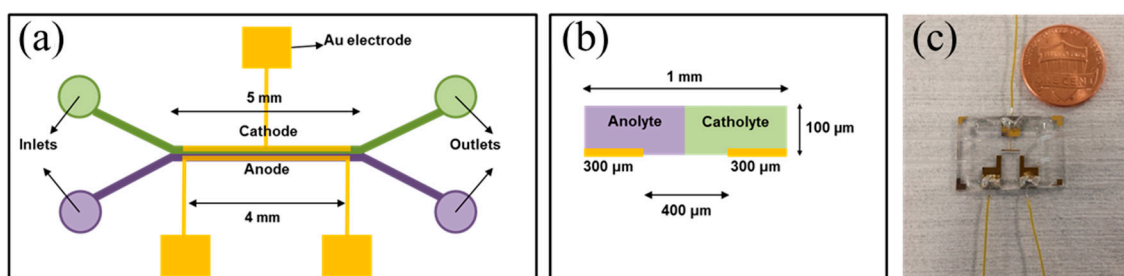 (a)
Au electrode
5 mm
Cathode
Inlets
Outlets
Anode
4 mm
(b)
1 mm
Anolyte
Catholyte
100 µm
300 µm
300 µm
400 µm
(c)